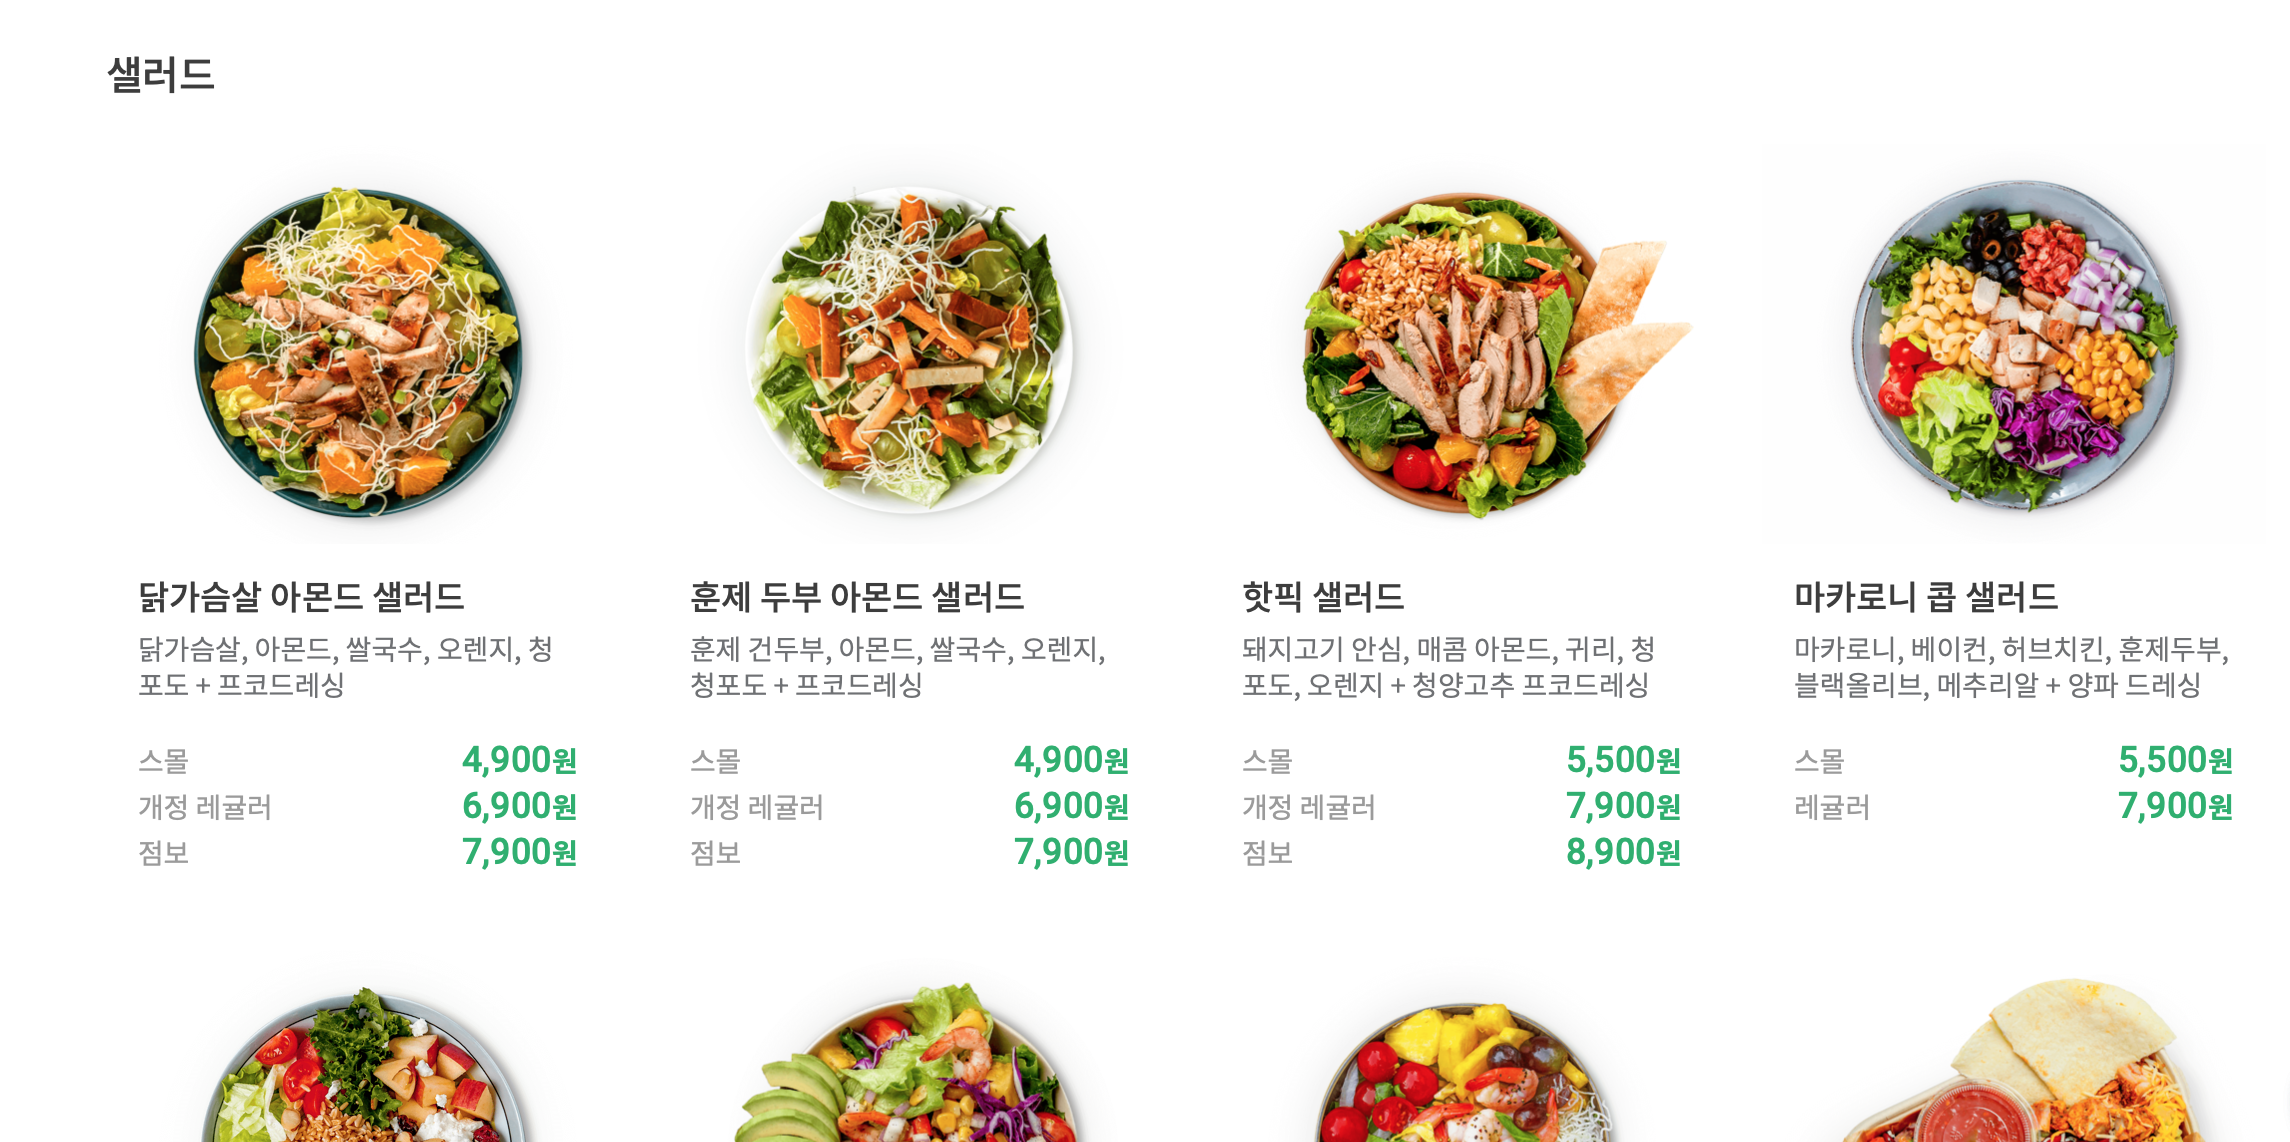 샐러드
닭가슴살 아몬드 샐러드
닭가슴살, 아몬드, 쌀국수, 오렌지, 청
포도 + 프코드레싱
스몰 4,900원
개정 레귤러 6,900원
점보 7,900원
훈제 두부 아몬드 샐러드
훈제 건두부, 아몬드, 쌀국수, 오렌지,
청포도 + 프코드레싱
스몰 4,900원
개정 레귤러 6,900원
점보 7,900원
핫픽 샐러드
돼지고기 안심, 매콤 아몬드, 귀리, 청
포도, 오렌지 + 청양고추 프코드레싱
스몰 5,500원
개정 레귤러 7,900원
점보 8,900원
마카로니 콥 샐러드
마카로니, 베이컨, 허브치킨, 훈제두부,
블랙올리브, 메추리알 + 양파 드레싱
스몰 5,500원
레귤러 7,900원